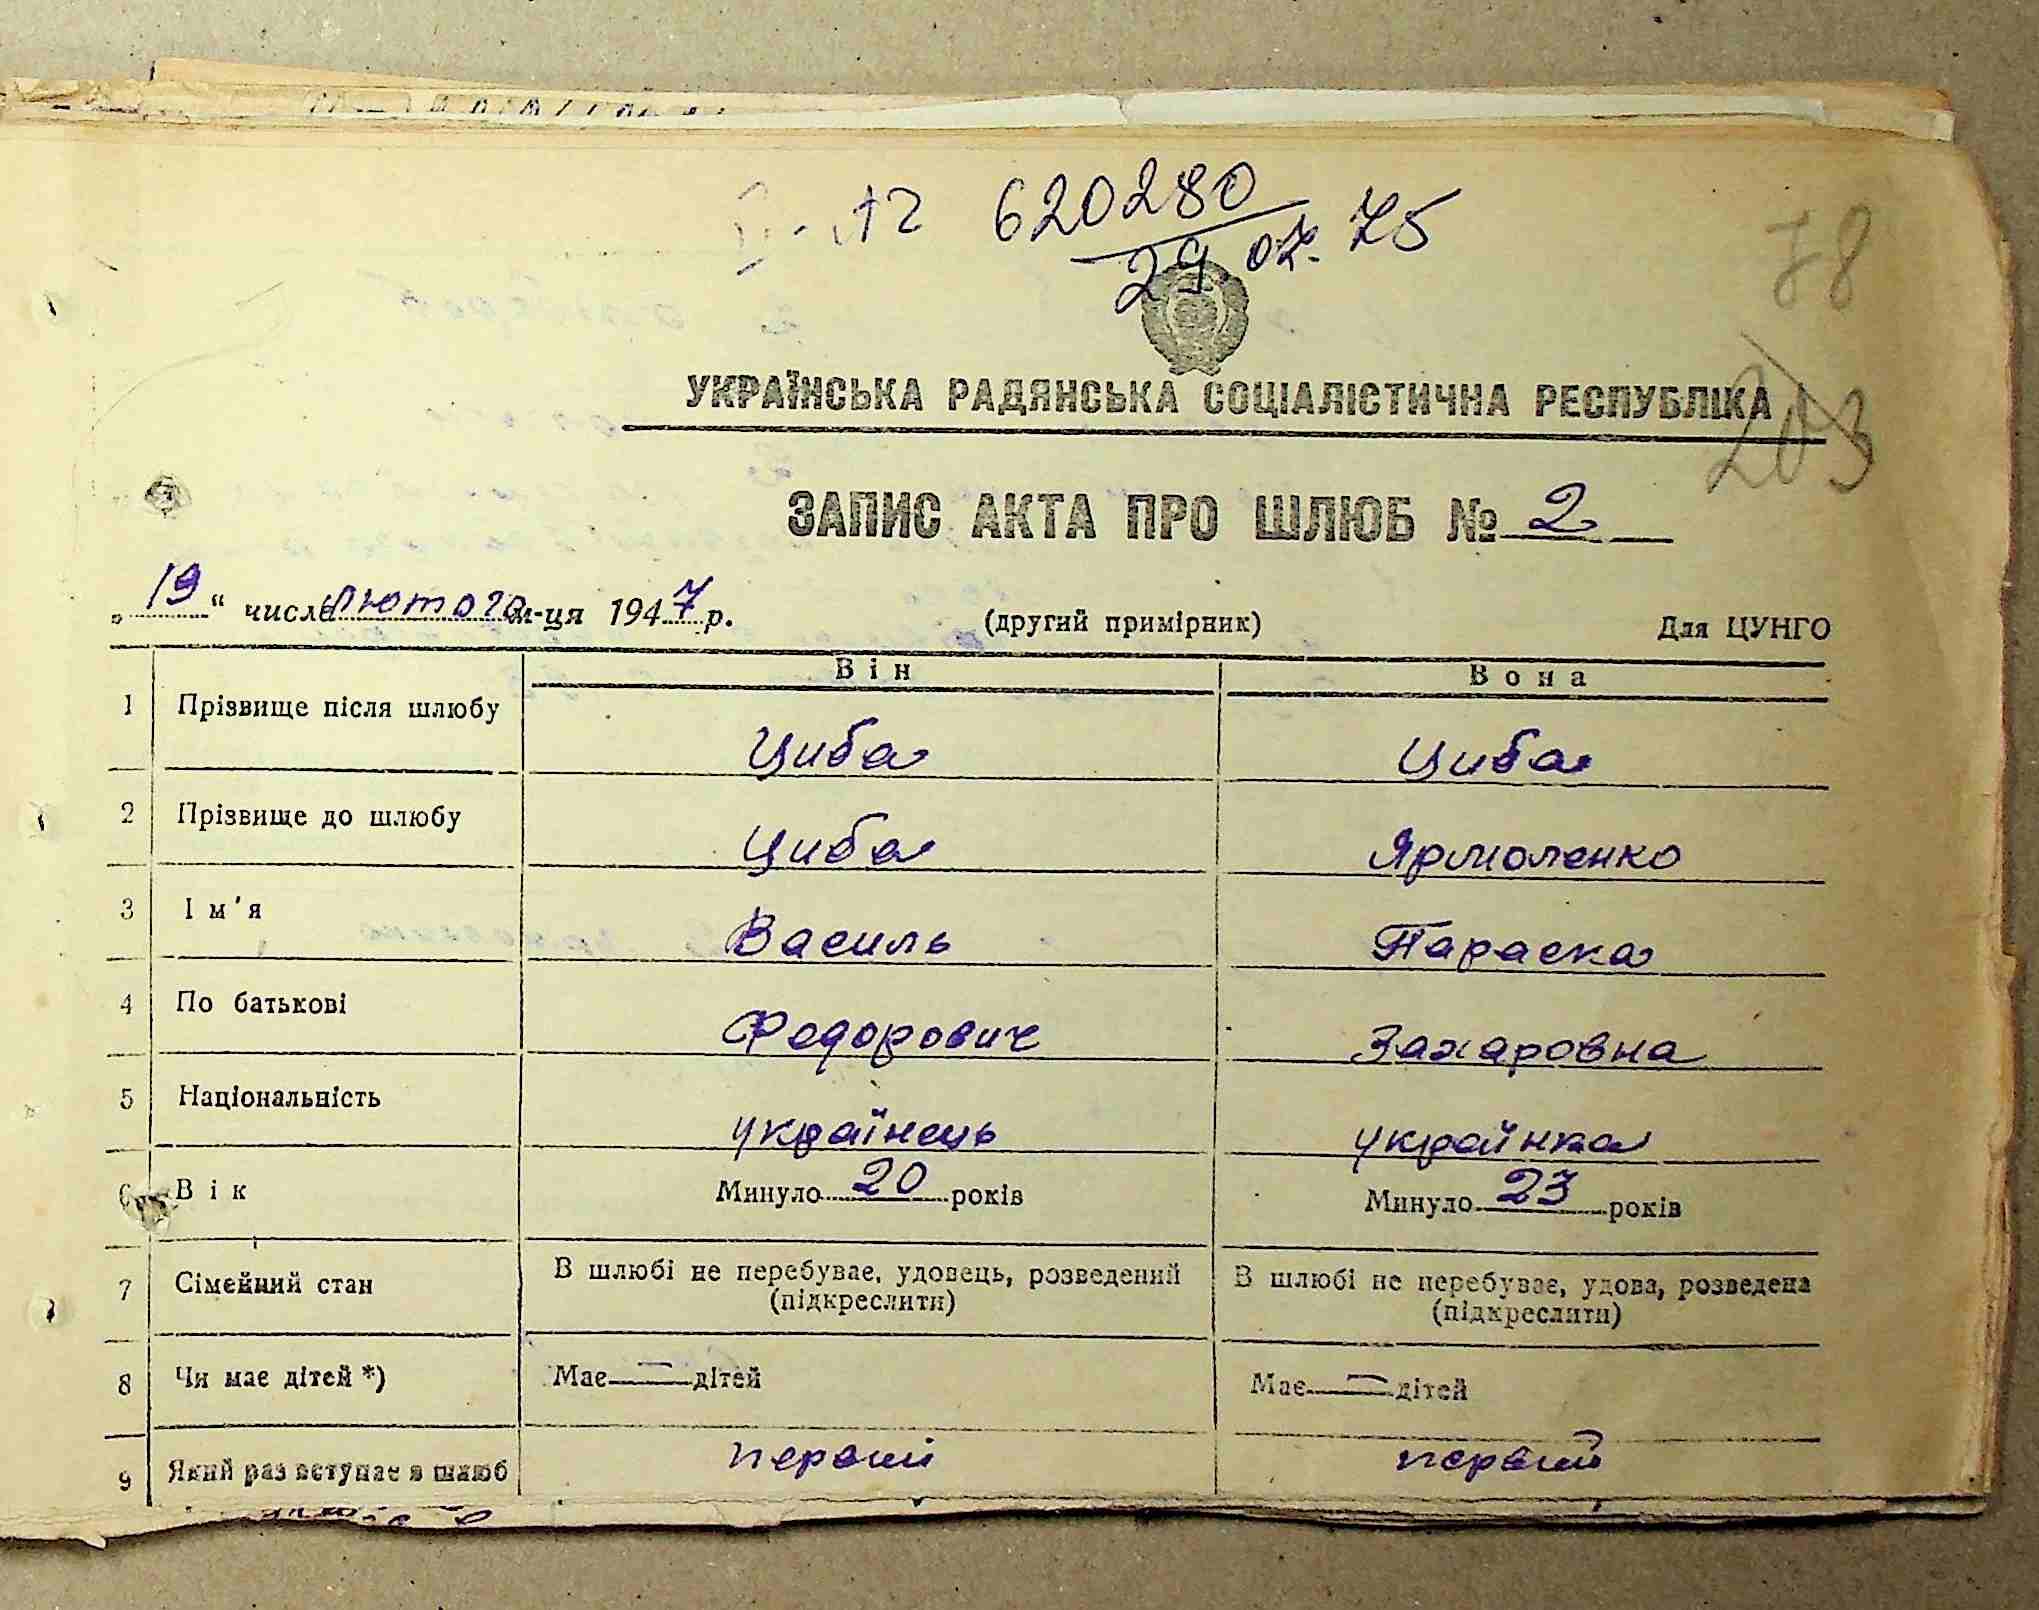 620280
29 07. 75
78
УКРАЇНСЬКА РАДЯНСЬКА СОЦІАЛІСТИЧНА РЕСПУБЛІКА
203
ЗАПИС АКТА ПРО ШЛЮБ № 2
„19“ числа лютого м-ця 1947 р. (другий примірник) Для ЦУНГО
Він Вона
1 Прізвище після шлюбу Циба Циба
2 Прізвище до шлюбу Циба Ярмоленко
3 Ім'я Василь Параска
4 По батькові Федорович Захаровна
5 Національність українець українка
6 Вік Минуло 20 років Минуло 23 років
7 Сімейний стан В шлюбі не перебуває, удовець, розведений В шлюбі не перебуває, удова, розведена
(підкреслити) (підкреслити)
8 Чи має дітей *) Має — дітей Має — дітей
9 Який раз вступає в шлюб перший перший